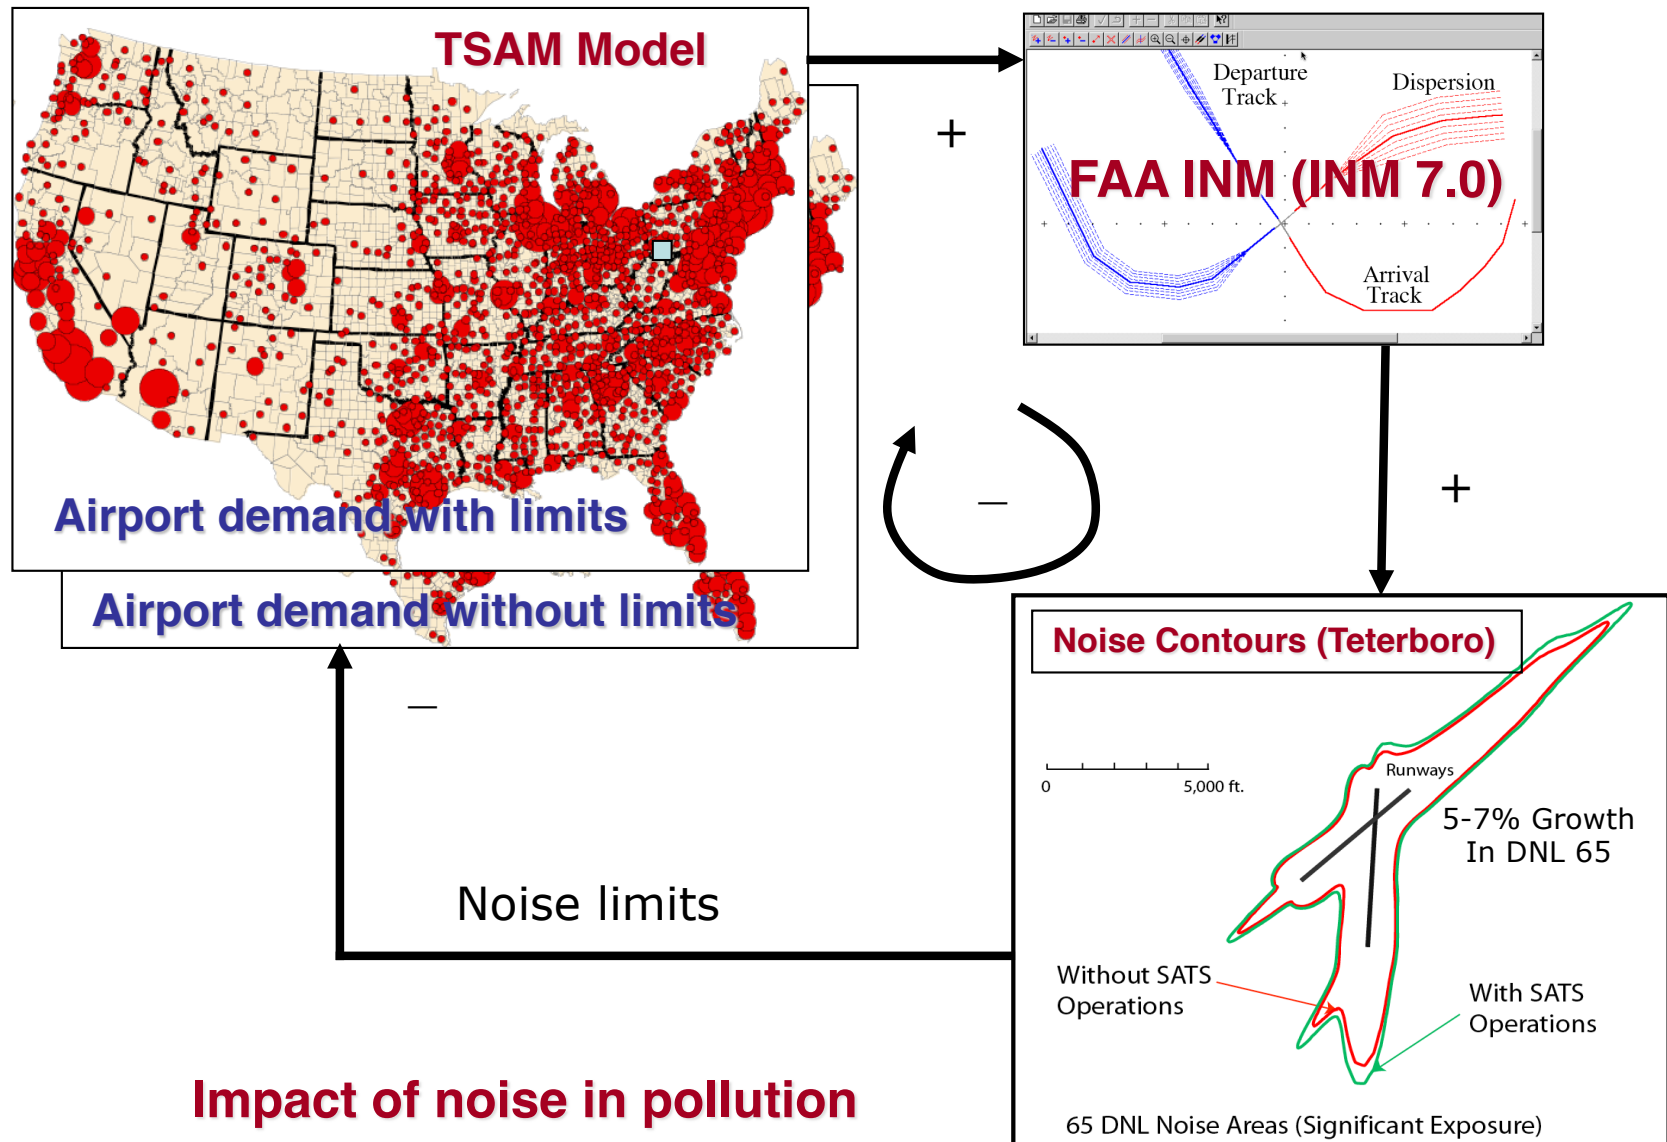 TSAM Model
Airport demand with limits
Airport demand without limits
+
Departure
Track
Dispersion
FAA INM (INM 7.0)
Arrival
Track
–
+
Noise Contours (Teterboro)
0
5,000 ft.
Runways
5-7% Growth
In DNL 65
Without SATS
Operations
With SATS
Operations
65 DNL Noise Areas (Significant Exposure)
–
Noise limits
Impact of noise in pollution